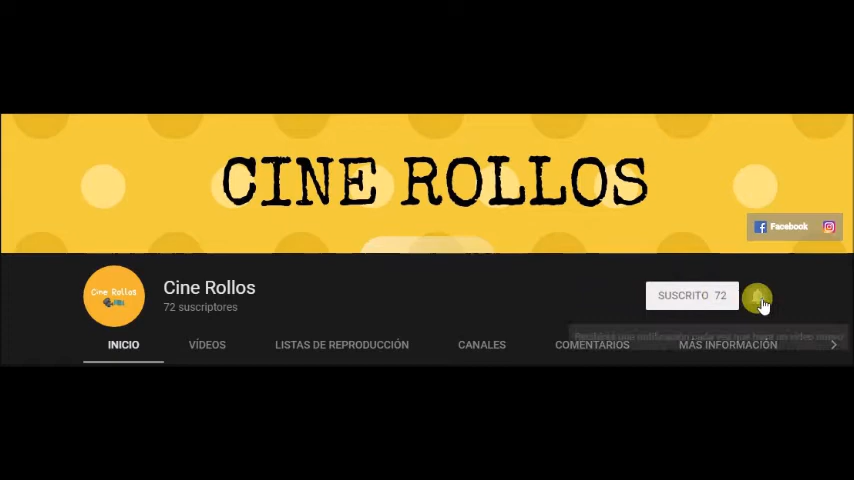 CINE ROLLOS
Facebook
Cine Rollos
Cine Rollos
72 suscriptores
SUSCRITO 72
INICIO
VÍDEOS
LISTAS DE REPRODUCCIÓN
CANALES
COMENTARIOS
MÁS INFORMACIÓN